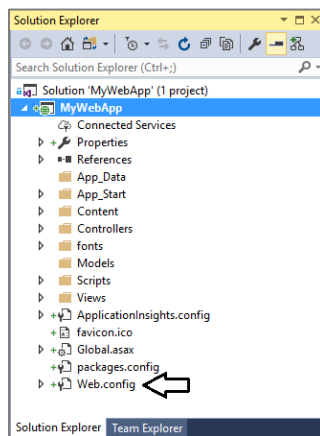 Solution Explorer
Search Solution Explorer (Ctrl+;)
Solution 'MyWebApp' (1 project)
MyWebApp
Connected Services
Properties
References
App_Data
App_Start
Content
Controllers
fonts
Models
Scripts
Views
ApplicationInsights.config
favicon.ico
Global.asax
packages.config
Web.config
Solution Explorer Team Explorer